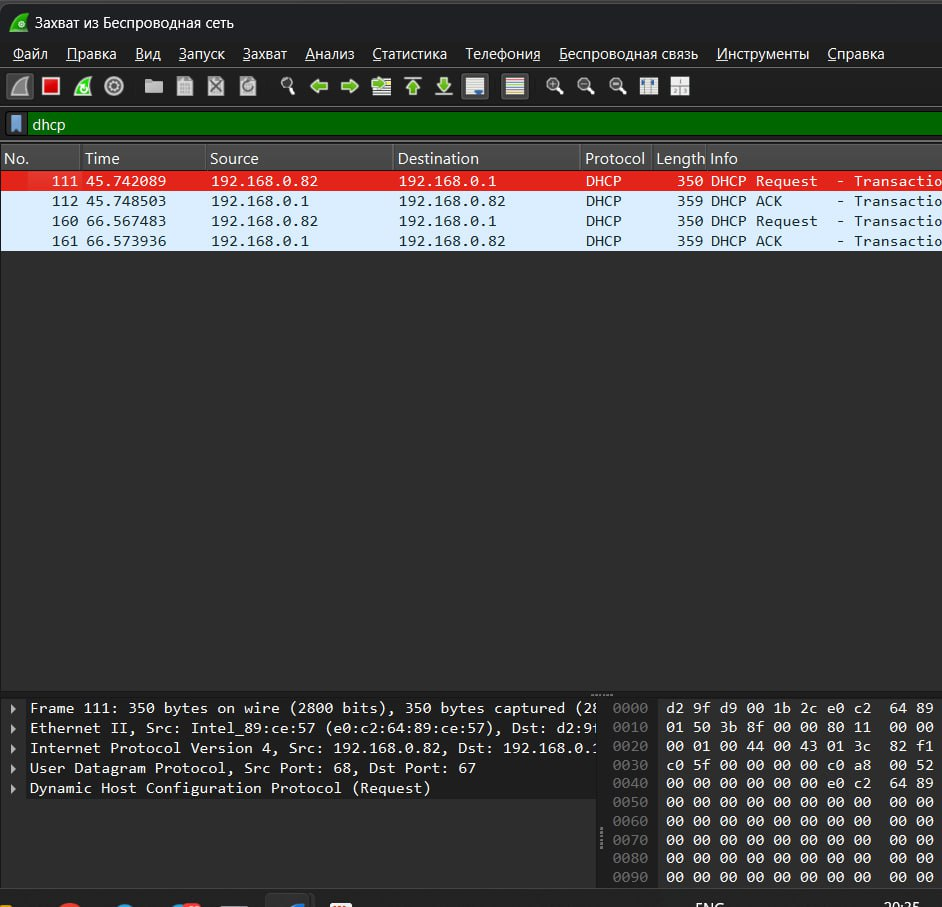 Захват из Беспроводная сеть
Файл Правка Вид Запуск Захват Анализ Статистика Телефония Беспроводная связь Инструменты Справка
dhcp
No. Time Source Destination Protocol Length Info
111 45.742089 192.168.0.82 192.168.0.1 DHCP 350 DHCP Request - Transactio
112 45.748503 192.168.0.1 192.168.0.82 DHCP 359 DHCP ACK - Transactio
160 66.567483 192.168.0.82 192.168.0.1 DHCP 350 DHCP Request - Transactio
161 66.573936 192.168.0.1 192.168.0.82 DHCP 359 DHCP ACK - Transactio
Frame 111: 350 bytes on wire (2800 bits), 350 bytes captured (28
Ethernet II, Src: Intel_89:ce:57 (e0:c2:64:89:ce:57), Dst: d2:9f
Internet Protocol Version 4, Src: 192.168.0.82, Dst: 192.168.0.1
User Datagram Protocol, Src Port: 68, Dst Port: 67
Dynamic Host Configuration Protocol (Request)
0000 d2 9f d9 00 1b 2c e0 c2 64 89
0010 01 50 3b 8f 00 00 80 11 00 00
0020 00 01 00 44 00 43 01 3c 82 f1
0030 c0 5f 00 00 00 00 c0 a8 00 52
0040 00 00 00 00 00 00 e0 c2 64 89
0050 00 00 00 00 00 00 00 00 00 00
0060 00 00 00 00 00 00 00 00 00 00
0070 00 00 00 00 00 00 00 00 00 00
0080 00 00 00 00 00 00 00 00 00 00
0090 00 00 00 00 00 00 00 00 00 00
ENG 20:35